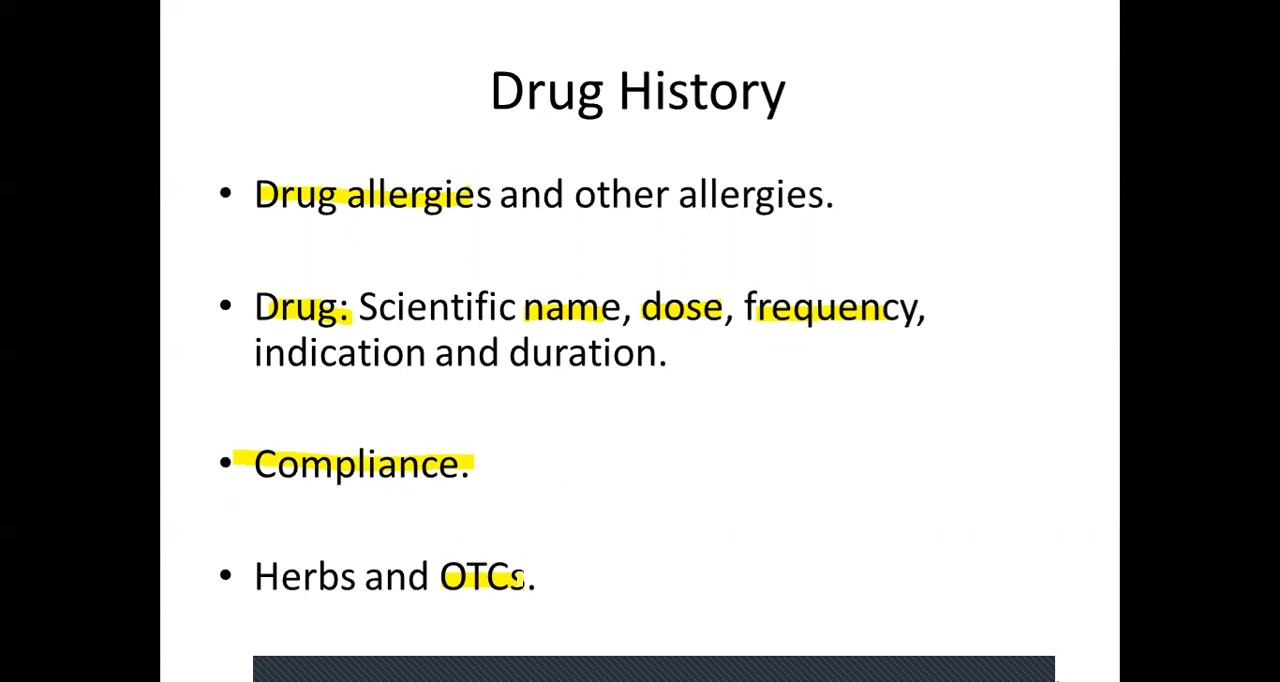 Drug History
• Drug allergies and other allergies.
• Drug: Scientific name, dose, frequency,
indication and duration.
• Compliance.
• Herbs and OTCs.